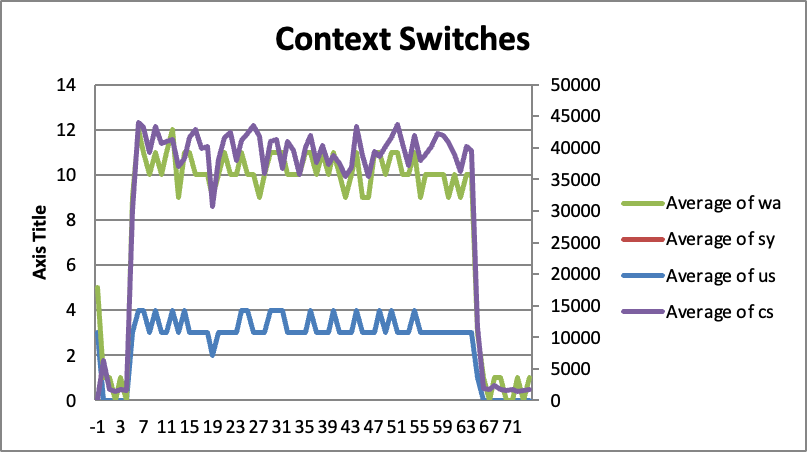 Context Switches
14
12
10
8
6
4
2
0
Axis Title
50000
45000
40000
35000
30000
25000
20000
15000
10000
5000
0
-1 3 7 11 15 19 23 27 31 35 39 43 47 51 55 59 63 67 71
Average of wa
Average of sy
Average of us
Average of cs